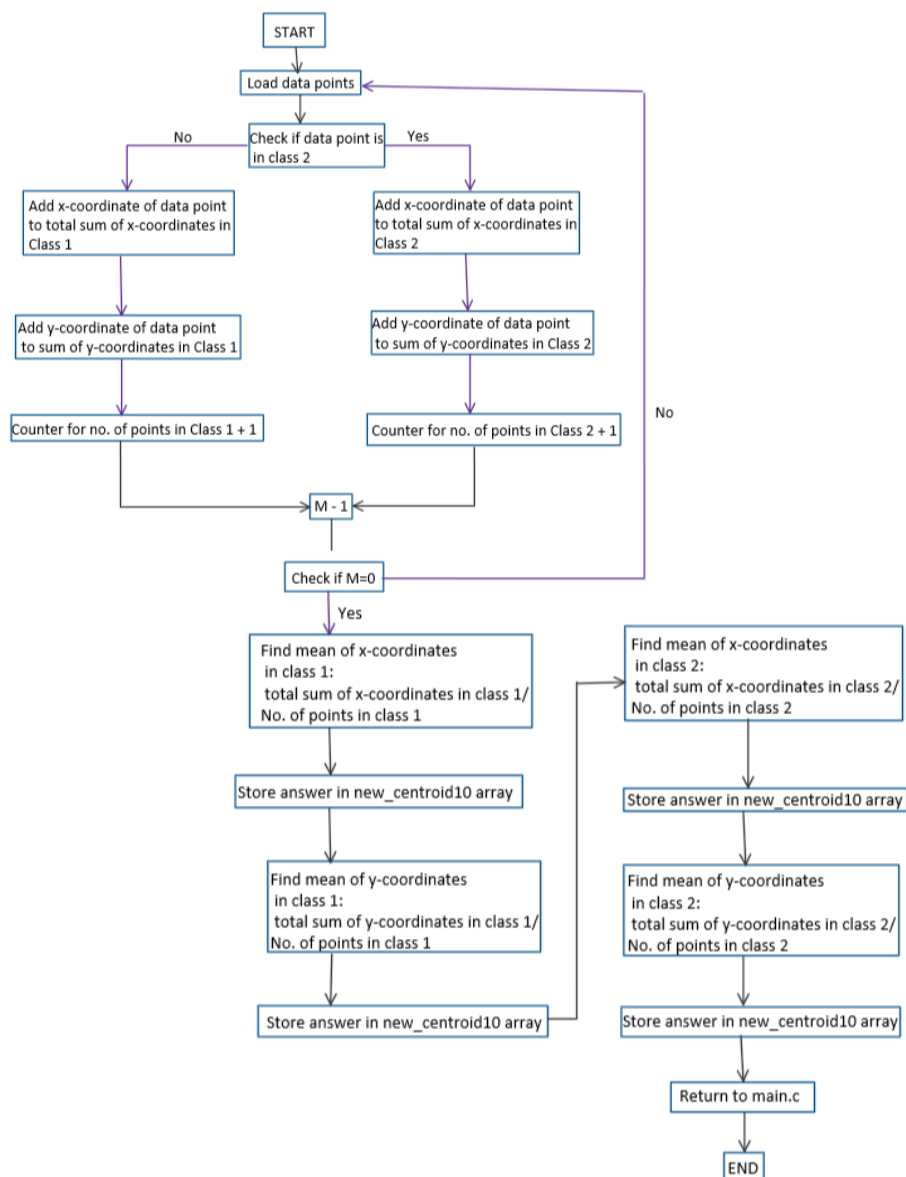 START
Load data points
No
Check if data point is
in class 2
Yes
Add x-coordinate of data point
to total sum of x-coordinates in
Class 1
Add y-coordinate of data point
to sum of y-coordinates in Class 1
Counter for no. of points in Class 1 + 1
Add x-coordinate of data point
to total sum of x-coordinates in
Class 2
Add y-coordinate of data point
to sum of y-coordinates in Class 2
Counter for no. of points in Class 2 + 1
M - 1
Check if M=0
No
Yes
Find mean of x-coordinates
in class 1:
total sum of x-coordinates in class 1/
No. of points in class 1
Store answer in new_centroid10 array
Find mean of y-coordinates
in class 1:
total sum of y-coordinates in class 1/
No. of points in class 1
Store answer in new_centroid10 array
Find mean of x-coordinates
in class 2:
total sum of x-coordinates in class 2/
No. of points in class 2
Store answer in new_centroid10 array
Find mean of y-coordinates
in class 2:
total sum of y-coordinates in class 2/
No. of points in class 2
Store answer in new_centroid10 array
Return to main.c
END